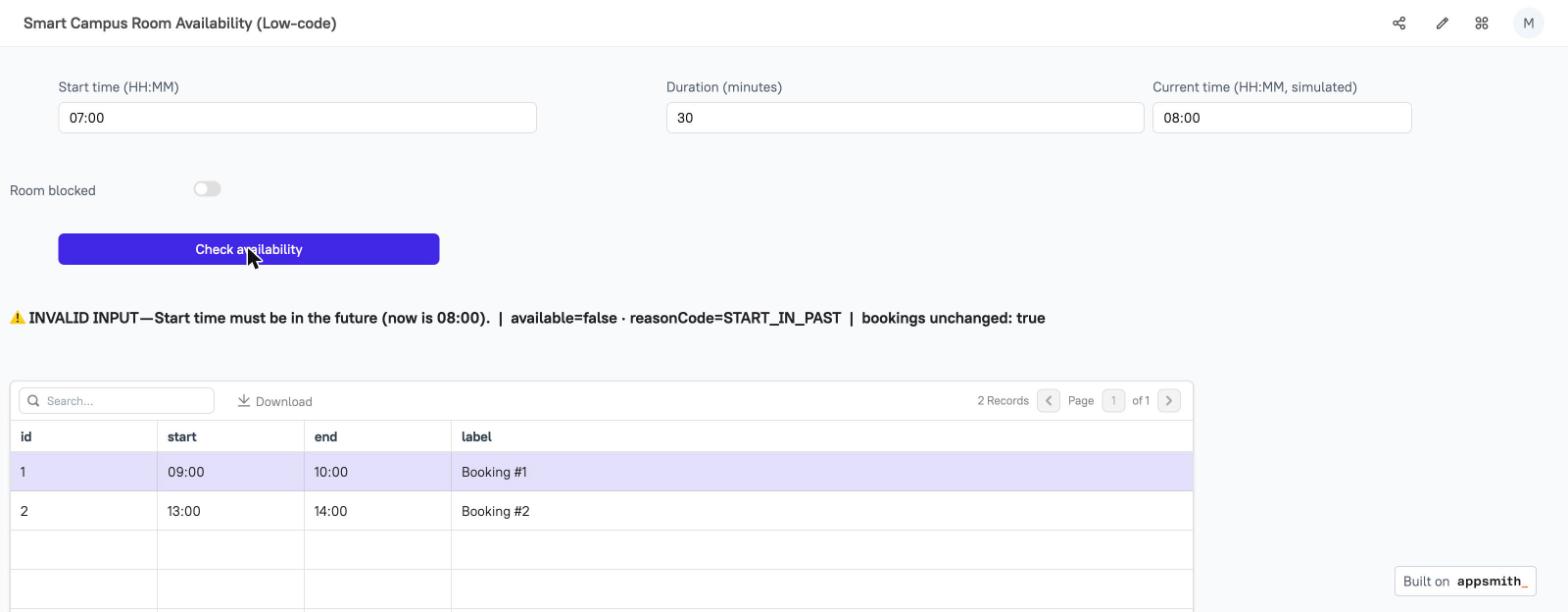 Smart Campus Room Availability (Low-code)
M
Start time (HH:MM)
Duration (minutes)
Current time (HH:MM, simulated)
07:00
30
08:00
Room blocked
Check availability
⚠️ INVALID INPUT—Start time must be in the future (now is 08:00). | available=false · reasonCode=START_IN_PAST | bookings unchanged: true
Search...
Download
2 Records
Page
1
of 1
id start end label
1 09:00 10:00 Booking #1
2 13:00 14:00 Booking #2
Built on appsmith_